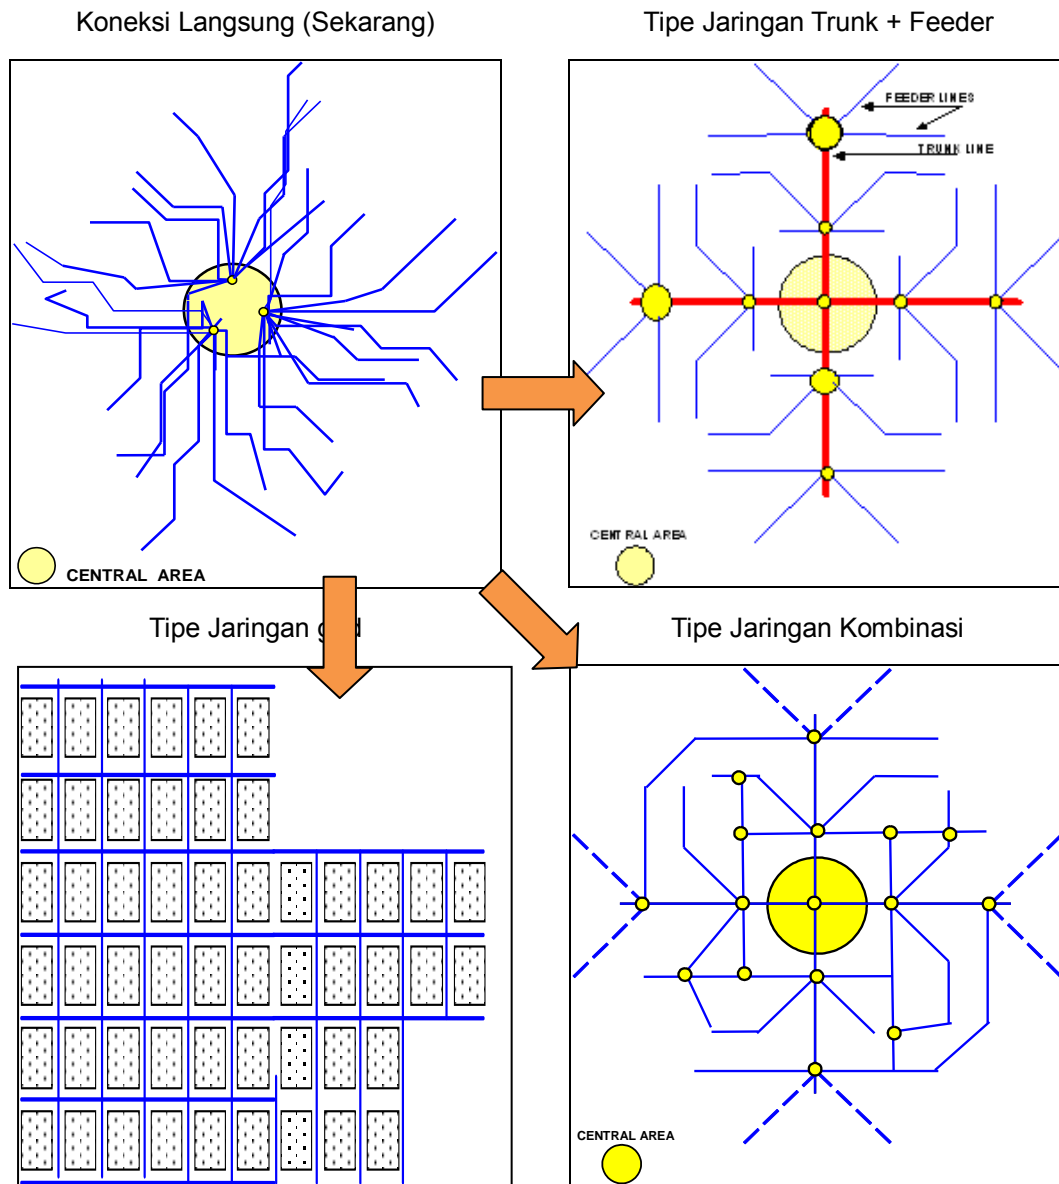 Koneksi Langsung (Sekarang)
Tipe Jaringan Trunk + Feeder
FEEDER LINES
TRUNK LINE
CENTRAL AREA
CENTRAL AREA
Tipe Jaringan
Tipe Jaringan Kombinasi
CENTRAL AREA